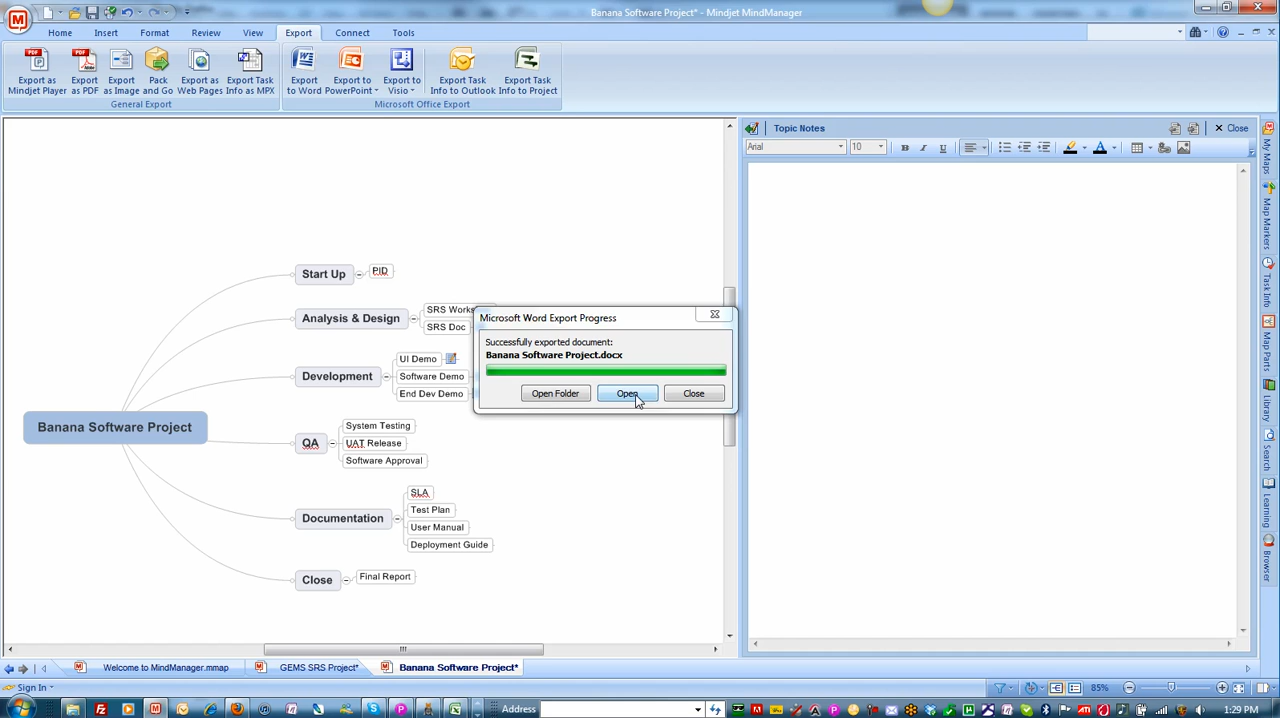 Banana Software Project* - Mindjet MindManager
Home Insert Format Review View Export Connect Tools
Export as Mindjet Player
Export as PDF
Export as Image
Pack and Go
Export as Web Pages
Export Task Info as MPX
Export to Word
Export to PowerPoint
Export to Visio
Export Task Info to Outlook
Export Task Info to Project
General Export
Microsoft Office Export
Topic Notes
Close
Arial 10 B I U
Start Up
PID
Analysis & Design
SRS Works
SRS Doc
Development
UI Demo
Software Demo
End Dev Demo
Banana Software Project
QA
System Testing
UAT Release
Software Approval
Documentation
SLA
Test Plan
User Manual
Deployment Guide
Close
Final Report
Microsoft Word Export Progress
Successfully exported document:
Banana Software Project.docx
Open Folder Open Close
My Maps
Map Markers
Task Info
Map Parts
Library
Search
Learning
Browser
Welcome to MindManager.mmap GEMS SRS Project* Banana Software Project*
Sign In 85%
Address 1:29 PM